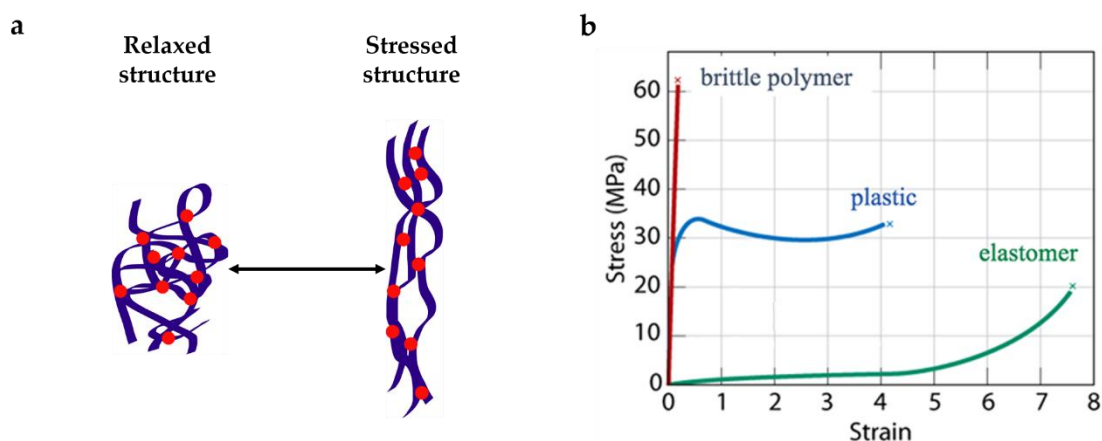 a
Relaxed
structure
Stressed
structure
b
Stress (MPa)
60
50
40
30
20
10
0
brittle polymer
plastic
elastomer
0 1 2 3 4 5 6 7 8
Strain